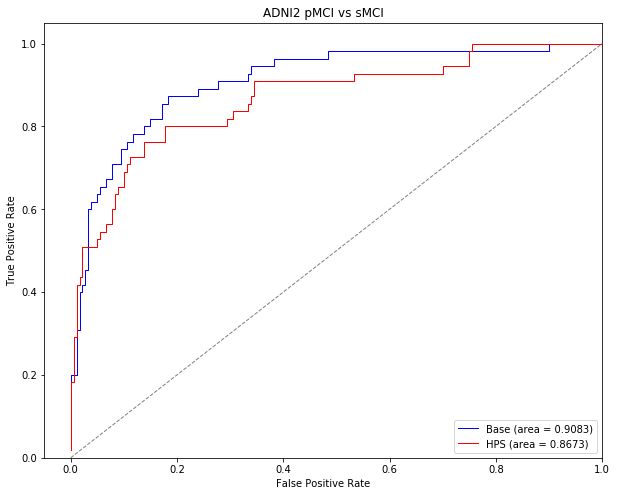 ADNI2 pMCI vs sMCI
True Positive Rate
1.0
0.8
0.6
0.4
0.2
0.0
0.0
0.2
0.4
0.6
0.8
1.0
False Positive Rate
Base (area = 0.9083)
HPS (area = 0.8673)